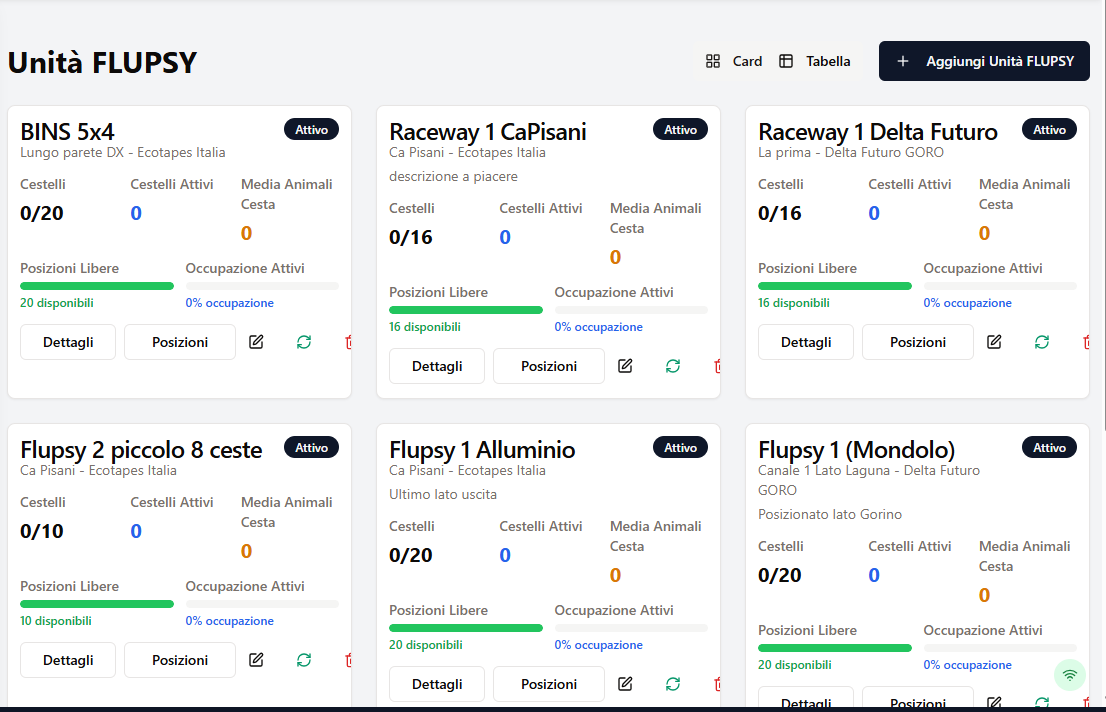 Unità FLUPSY
Card
Tabella
Aggiungi Unità FLUPSY
BINS 5x4
Attivo
Lungo parete DX - Ecotapes Italia
Cestelli
Cestelli Attivi
Media Animali
Cesta
0/20
0
0
Posizioni Libere
Occupazione Attivi
20 disponibili
0% occupazione
Dettagli
Posizioni
Raceway 1 CaPisani
Attivo
Ca Pisani - Ecotapes Italia
descrizione a piacere
Cestelli
Cestelli Attivi
Media Animali
Cesta
0/16
0
0
Posizioni Libere
Occupazione Attivi
16 disponibili
0% occupazione
Dettagli
Posizioni
Raceway 1 Delta Futuro
Attivo
La prima - Delta Futuro GORO
Cestelli
Cestelli Attivi
Media Animali
Cesta
0/16
0
0
Posizioni Libere
Occupazione Attivi
16 disponibili
0% occupazione
Dettagli
Posizioni
Flupsy 2 piccolo 8 ceste
Attivo
Ca Pisani - Ecotapes Italia
Cestelli
Cestelli Attivi
Media Animali
Cesta
0/10
0
0
Posizioni Libere
Occupazione Attivi
10 disponibili
0% occupazione
Dettagli
Posizioni
Flupsy 1 Alluminio
Attivo
Ca Pisani - Ecotapes Italia
Ultimo lato uscita
Cestelli
Cestelli Attivi
Media Animali
Cesta
0/20
0
0
Posizioni Libere
Occupazione Attivi
20 disponibili
0% occupazione
Dettagli
Posizioni
Flupsy 1 (Mondolo)
Attivo
Canale 1 Lato Laguna - Delta Futuro
GORO
Posizionato lato Gorino
Cestelli
Cestelli Attivi
Media Animali
Cesta
0/20
0
0
Posizioni Libere
Occupazione Attivi
20 disponibili
0% occupazione
Dettagli
Posizioni